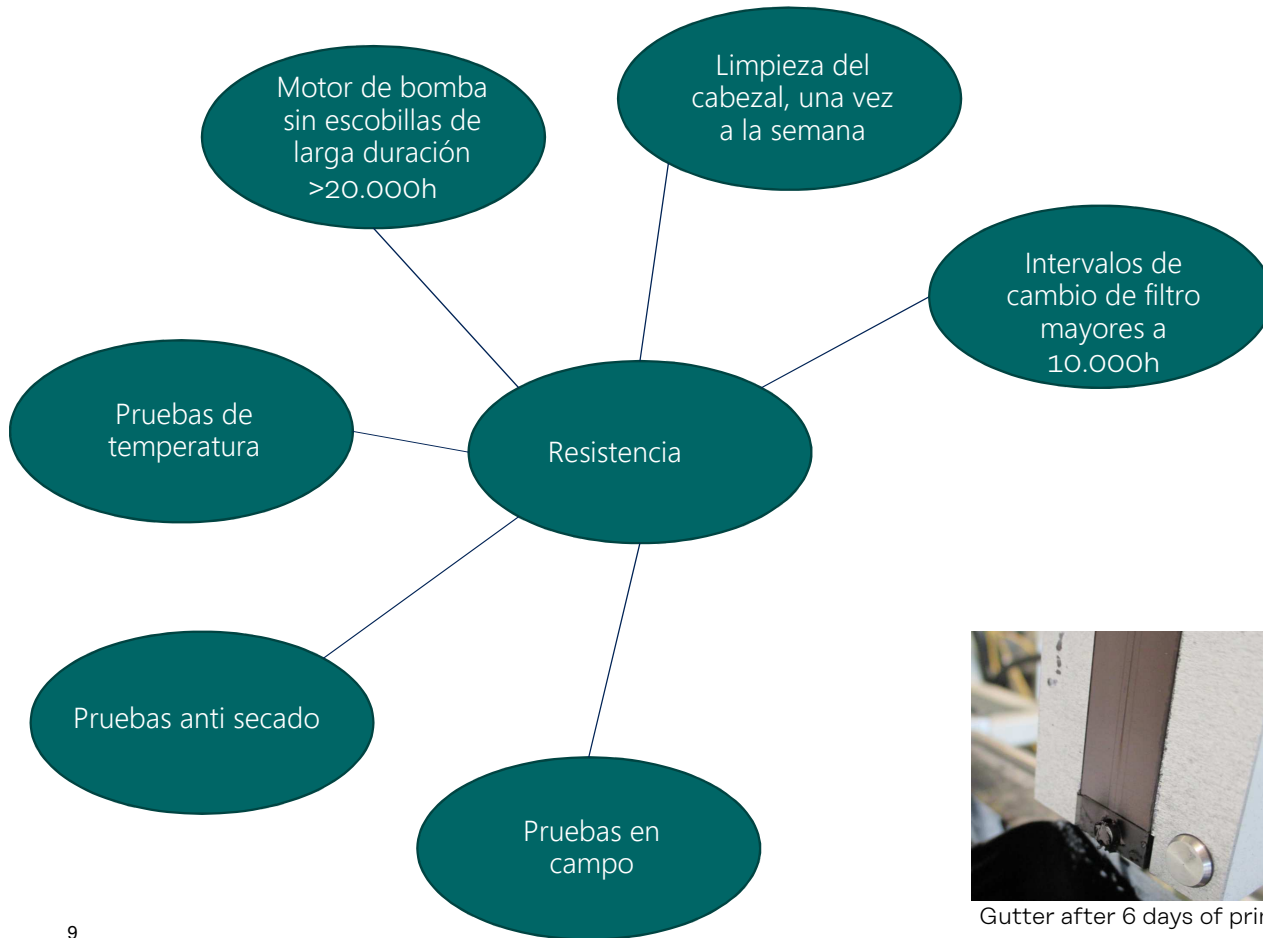 Motor de bomba
sin escobillas de
larga duración
>20.000h
Limpieza del
cabezal, una vez
a la semana
Intervalos de
cambio de filtro
mayores a
10.000h
Pruebas de
temperatura
Resistencia
Pruebas anti secado
Pruebas en
campo
Gutter after 6 days of
9